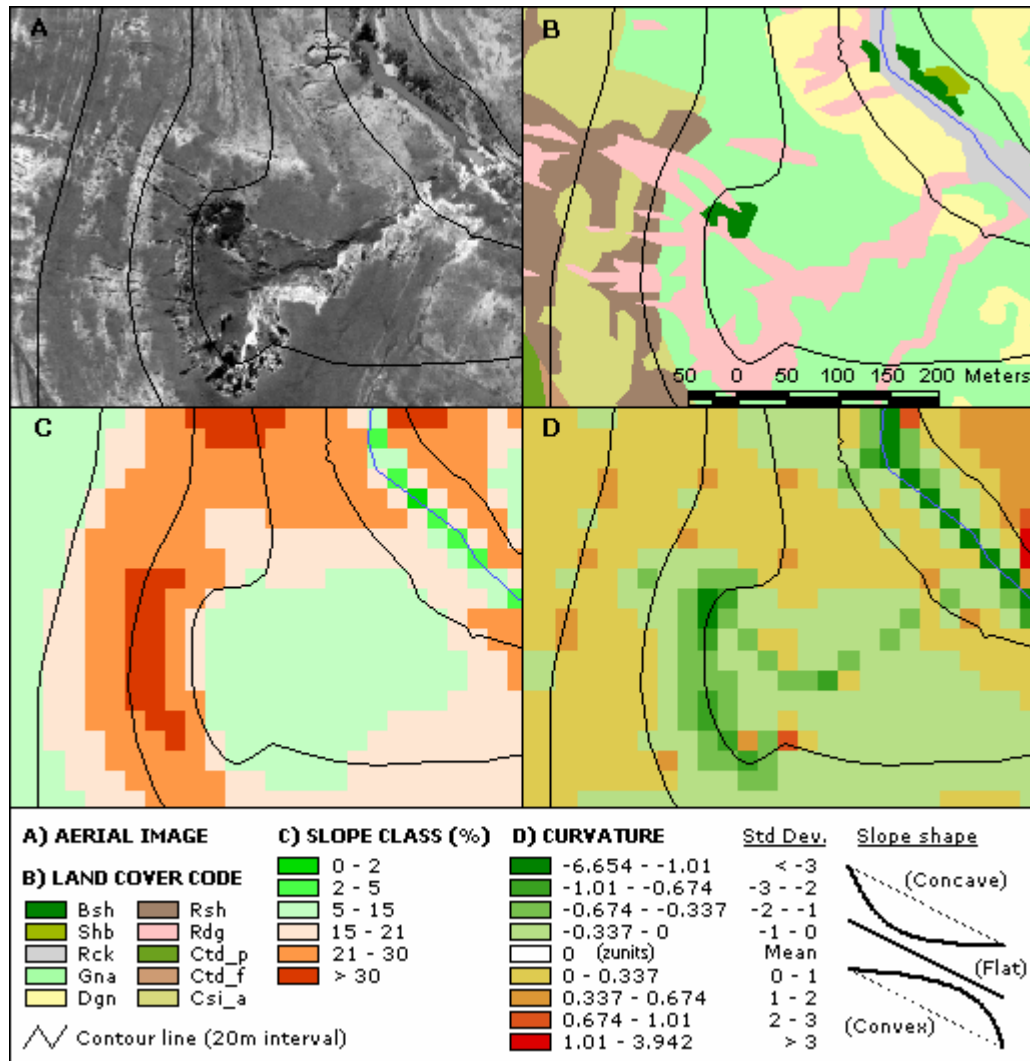 A
B
50 0 50 100 150 200 Meters
C
D
A) AERIAL IMAGE
B) LAND COVER CODE
Bsh Rsh
Shb Rdg
Rck Ctd_p
Gna Ctd_f
Dgn Csi_a
Contour line (20m interval)
C) SLOPE CLASS (%)
0 - 2
2 - 5
5 - 15
15 - 21
21 - 30
> 30
D) CURVATURE Std Dev. Slope shape
-6.654 - -1.01 < -3
-1.01 - -0.674 -3 - -2
-0.674 - -0.337 -2 - -1
-0.337 - 0 -1 - 0
0 (zunits) Mean
0 - 0.337 0 - 1
0.337 - 0.674 1 - 2
0.674 - 1.01 2 - 3
1.01 - 3.942 > 3
(Concave)
(Flat)
(Convex)